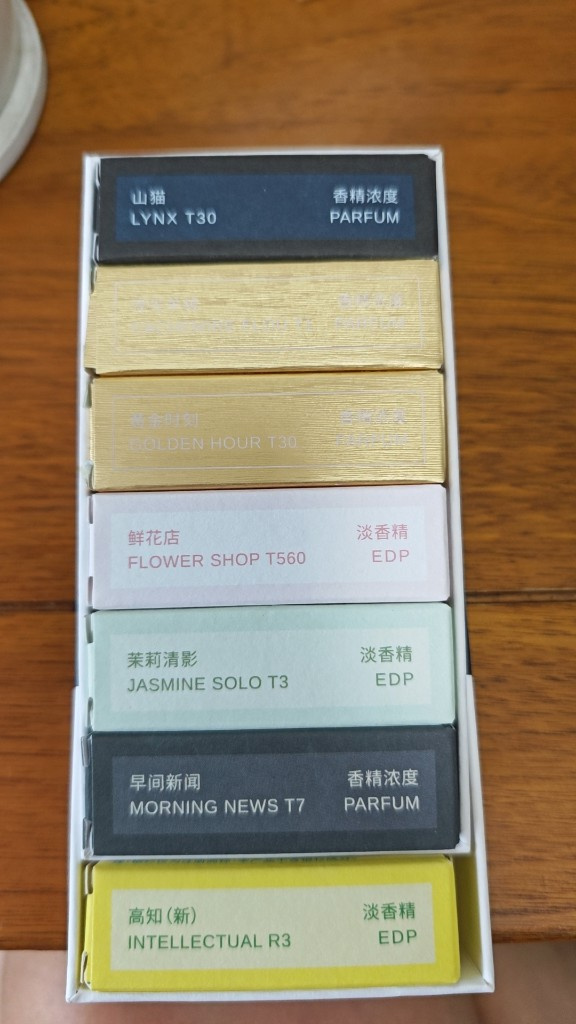 山猫
LYNX T30
香精浓度
PARFUM
GOLDEN HOUR T30
鲜花店
FLOWER SHOP T560
淡香精
EDP
茉莉清影
JASMINE SOLO T3
淡香精
EDP
早间新闻
MORNING NEWS T7
香精浓度
PARFUM
高知(新)
INTELLECTUAL R3
淡香精
EDP